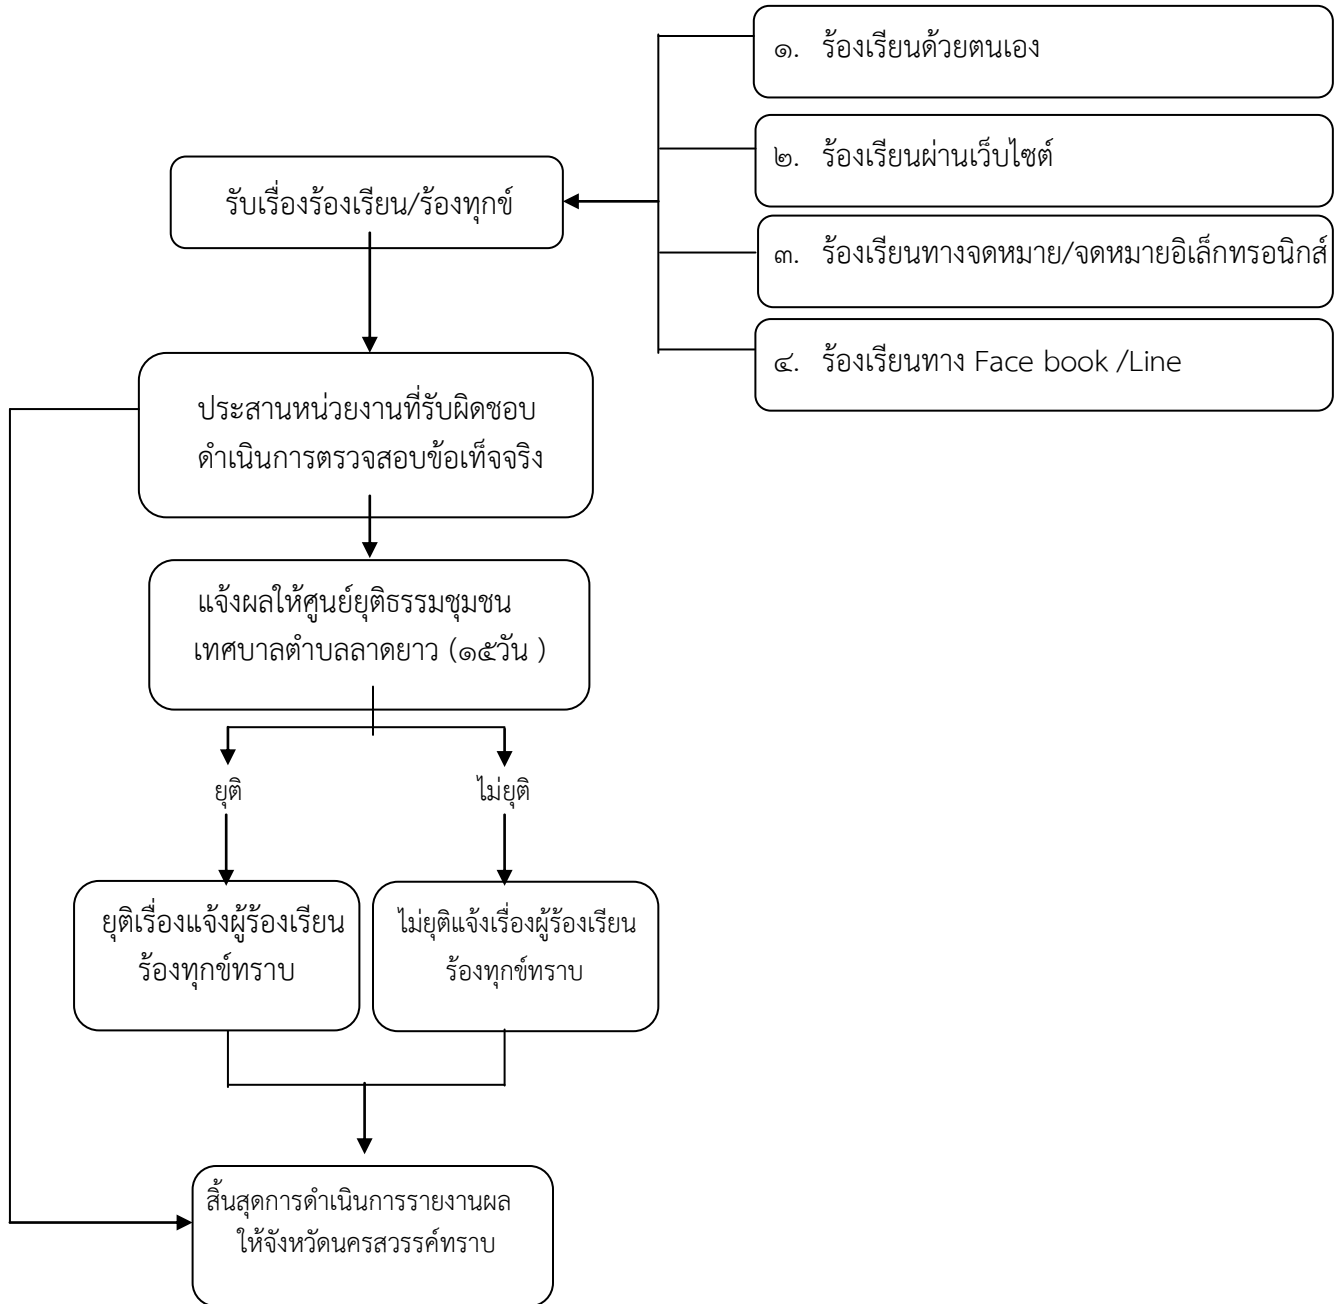 ๑. ร้องเรียนด้วยตนเอง
๒. ร้องเรียนผ่านเว็บไซต์
รับเรื่องร้องเรียน/ร้องทุกข์
๓. ร้องเรียนทางจดหมาย/จดหมายอิเล็กทรอนิกส์
๔. ร้องเรียนทาง Face book /Line
ประสานหน่วยงานที่รับผิดชอบ
ดำเนินการตรวจสอบข้อเท็จจริง
แจ้งผลให้ศูนย์ยุติธรรมชุมชน
เทศบาลตำบลลาดยาว (๑๕วัน )
ยุติ
ไม่ยุติ
ยุติเรื่องแจ้งผู้ร้องเรียน
ร้องทุกข์ทราบ
ไม่ยุติแจ้งเรื่องผู้ร้องเรียน
ร้องทุกข์ทราบ
สิ้นสุดการดำเนินการรายงานผล
ให้จังหวัดนครสวรรค์ทราบ